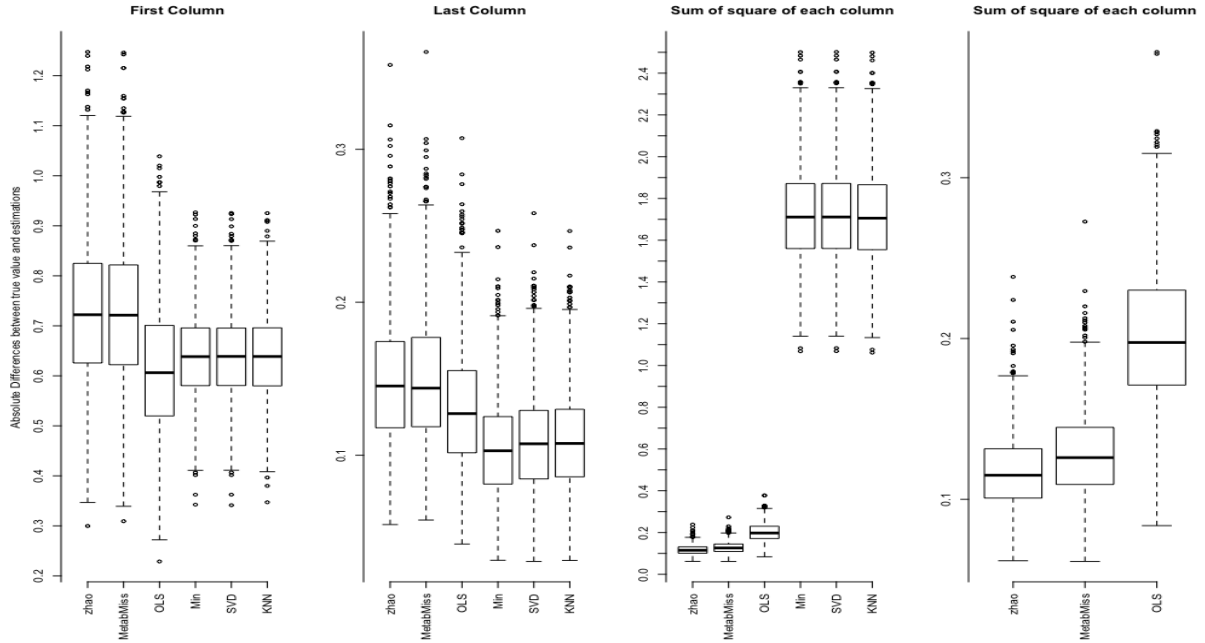 First Column
Last Column
Sum of square of each column
Sum of square of each column
Absolute Differences between true value and estimations
1.2
1.1
1.0
0.9
0.8
0.7
0.6
0.5
0.4
0.3
0.2
zhao
MetabMiss
OLS
Min
SVD
KNN
0.3
0.2
0.1
zhao
MetabMiss
OLS
Min
SVD
KNN
2.4
2.2
2.0
1.8
1.6
1.4
1.2
1.0
0.8
0.6
0.4
0.2
0.0
zhao
MetabMiss
OLS
Min
SVD
KNN
0.3
0.2
0.1
zhao
MetabMiss
OLS